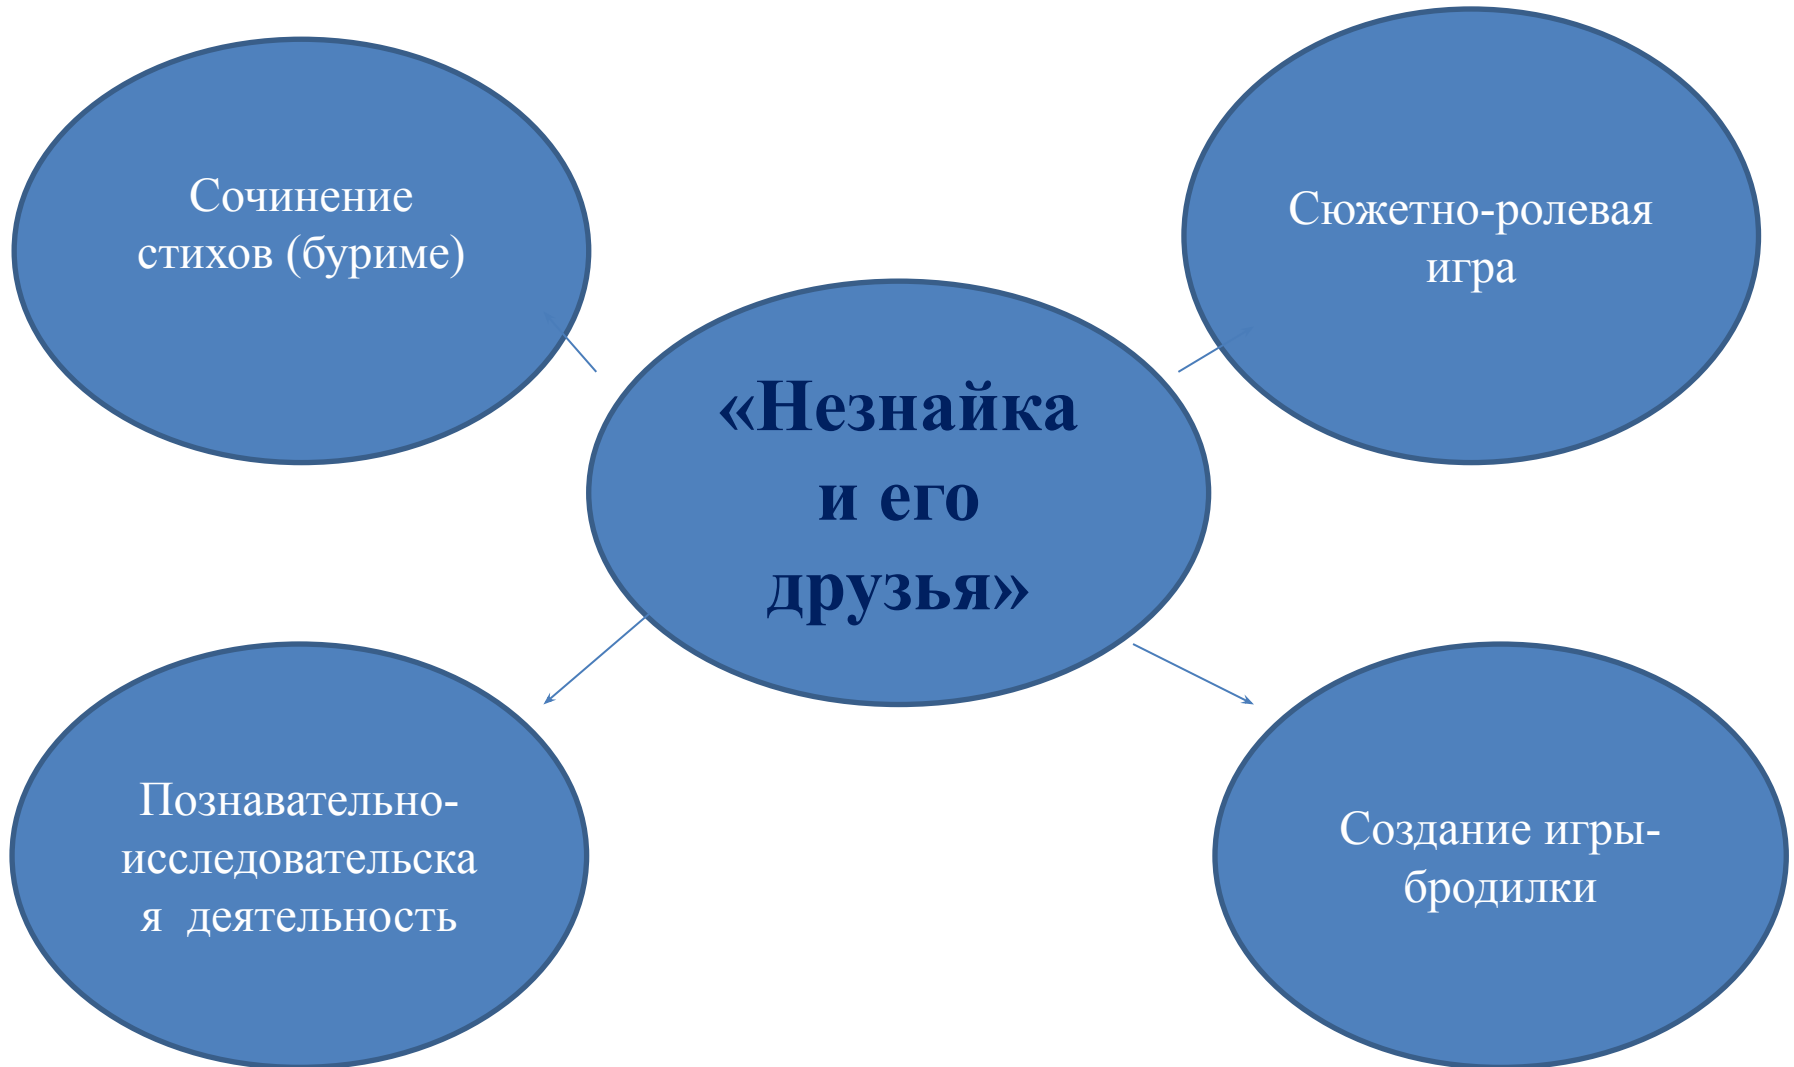 Сочинение
стихов (буриме)
Сюжетно-ролевая
игра
«Незнайка
и его
друзья»
Познавательно-
исследовательска
я  деятельность
Создание игры-
бродилки